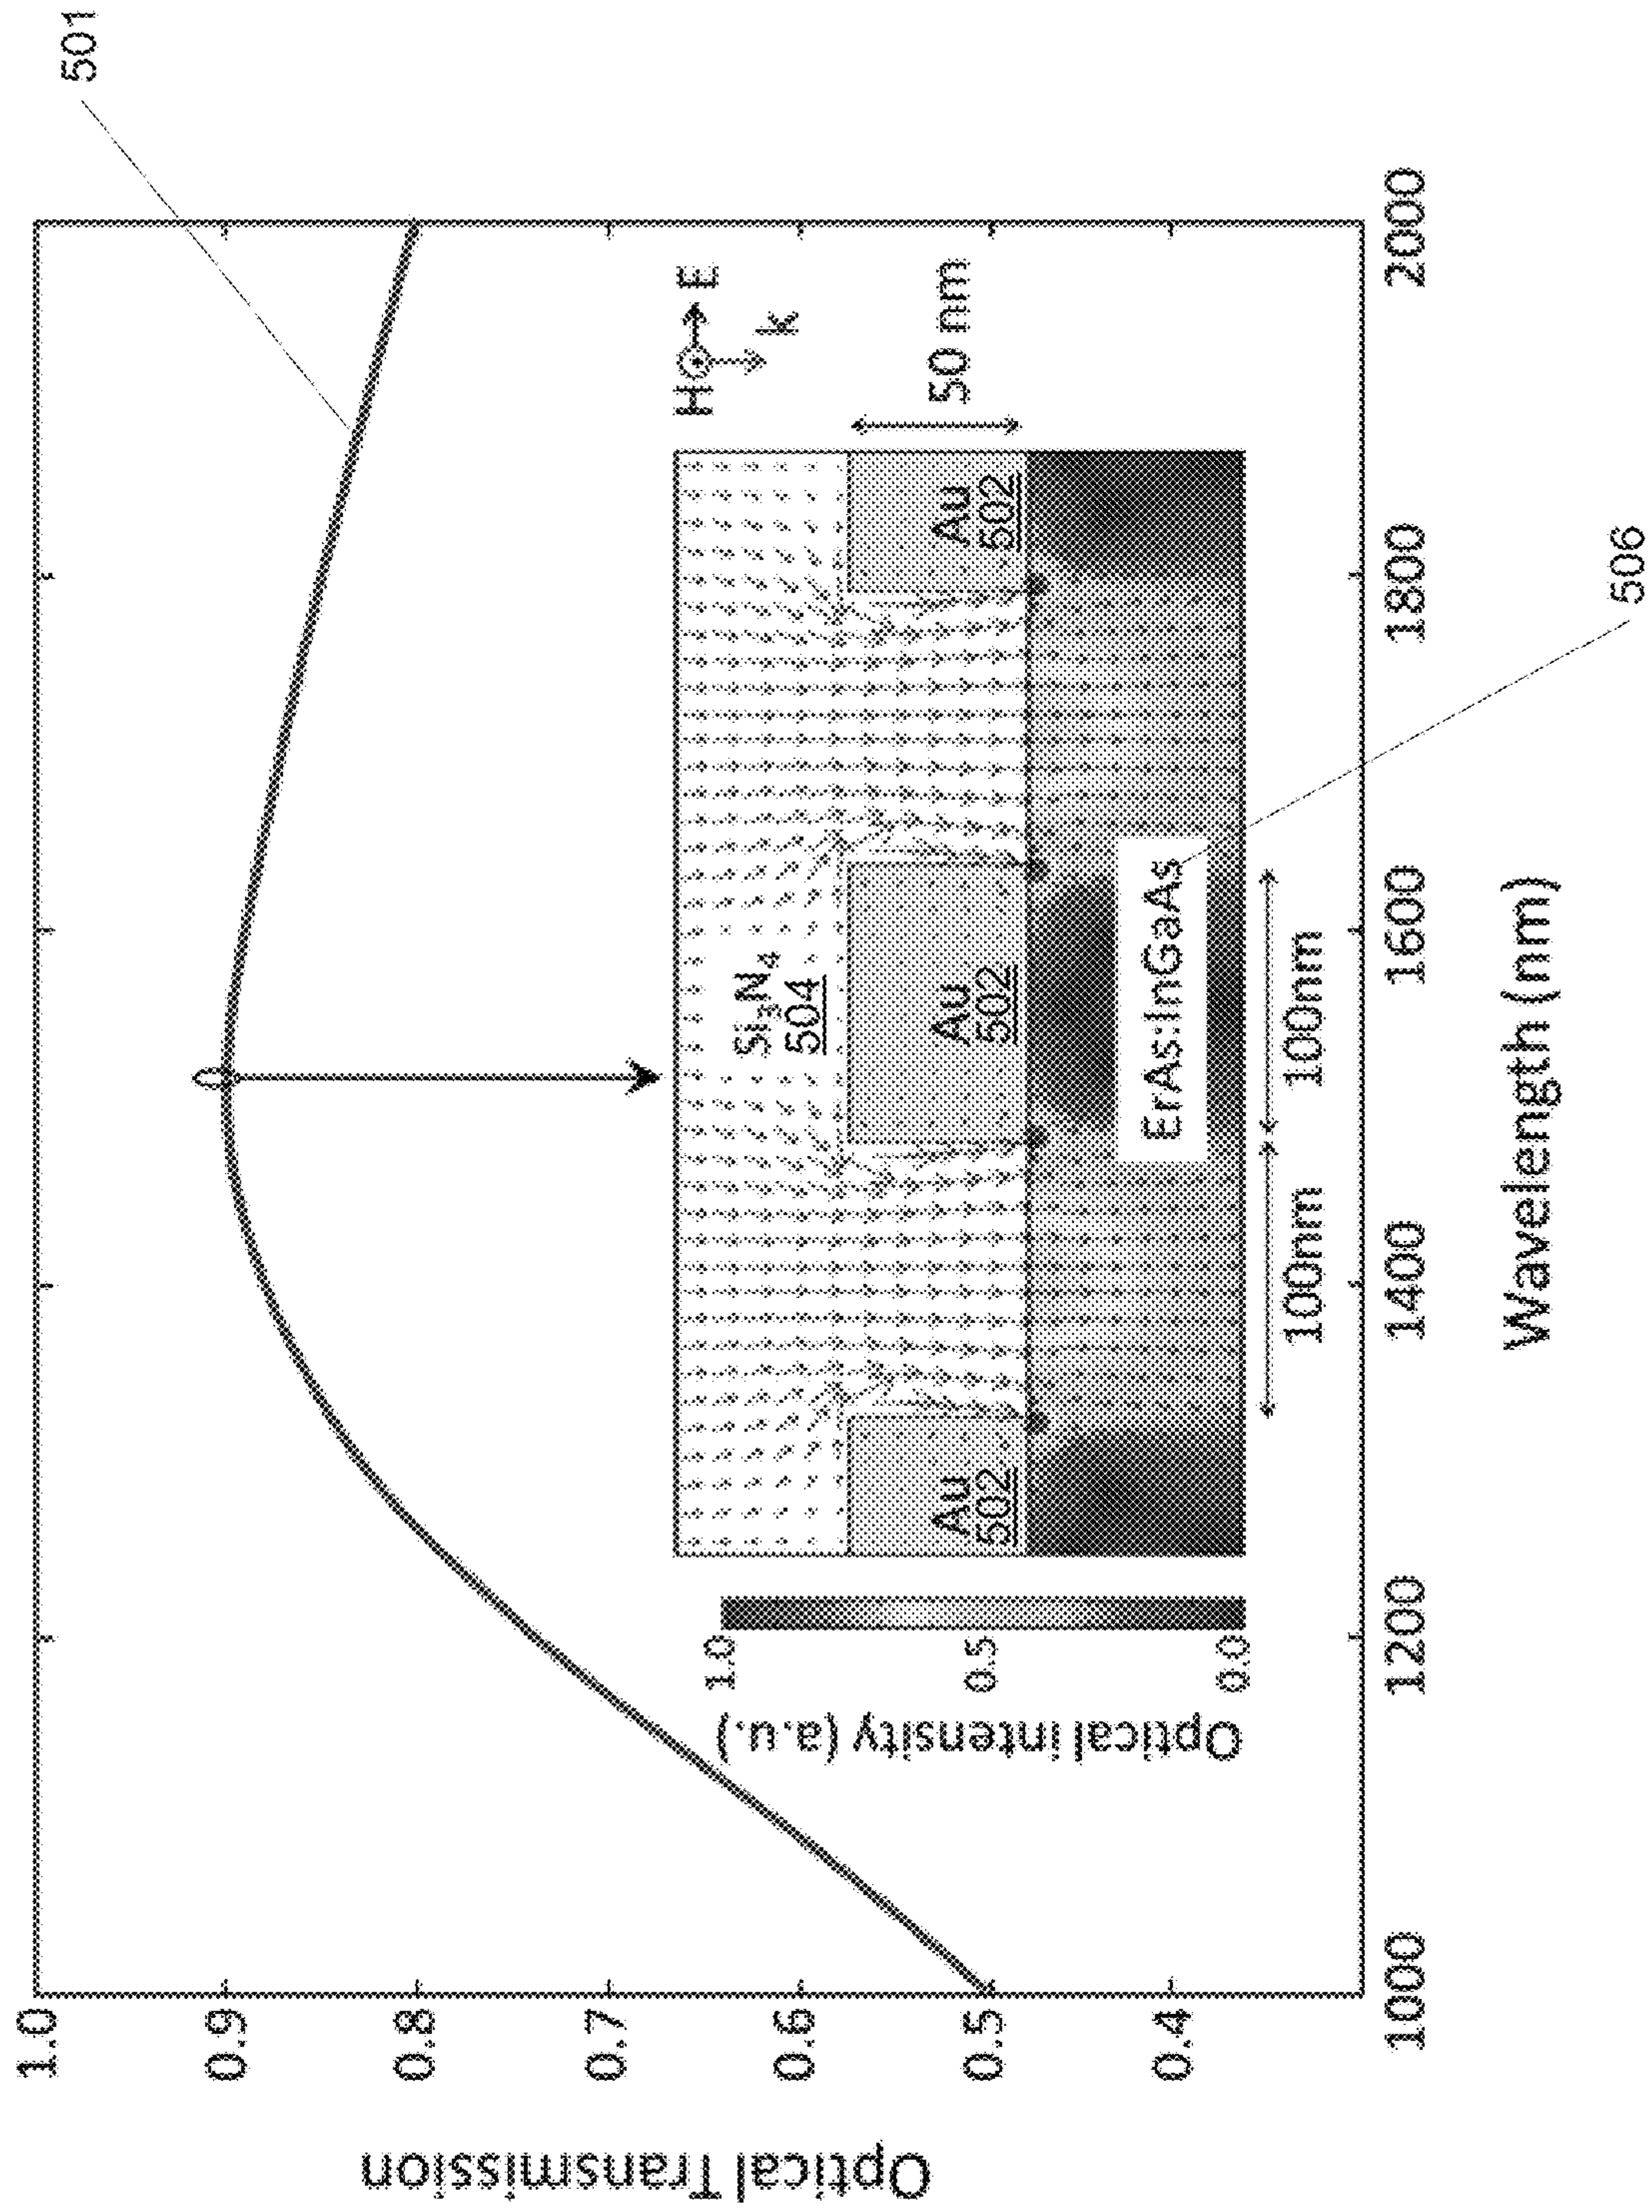 501
Optical Transmission
1.0
0.9
0.8
0.7
0.6
0.5
0.4
H
E
k
50 nm
Si₃N₄
504
Au
502
Au
502
Au
502
ErAs:InGaAs
100nm
100nm
Optical intensity (a.u.)
1.0
0.5
0.0
1000
1200
1400
1600
1800
2000
Wavelength (nm)
506